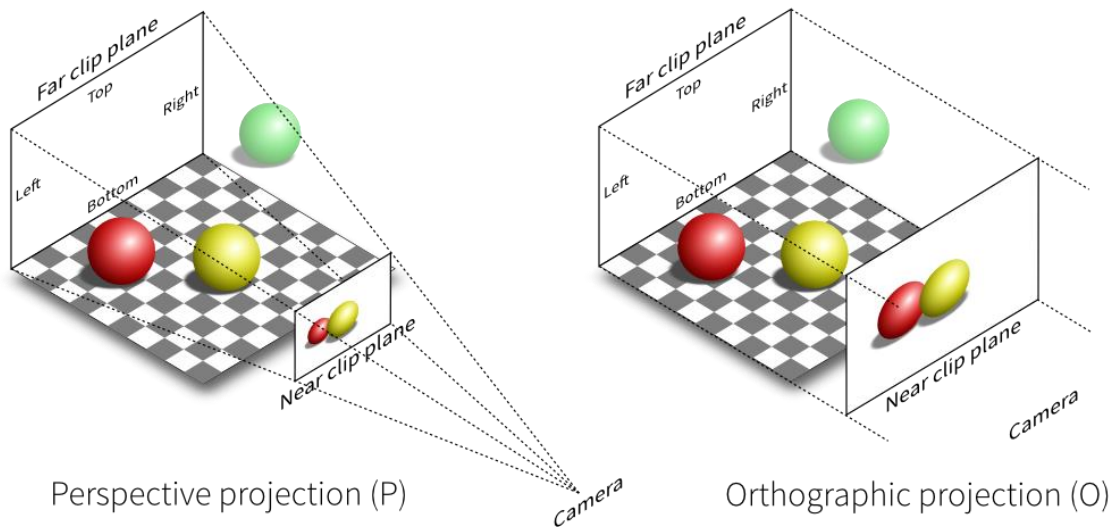 Far clip plane
Top
Right
Left
Bottom
Near clip plane
Camera
Perspective projection (P)
Far clip plane
Top
Right
Left
Bottom
Near clip plane
Camera
Orthographic projection (O)